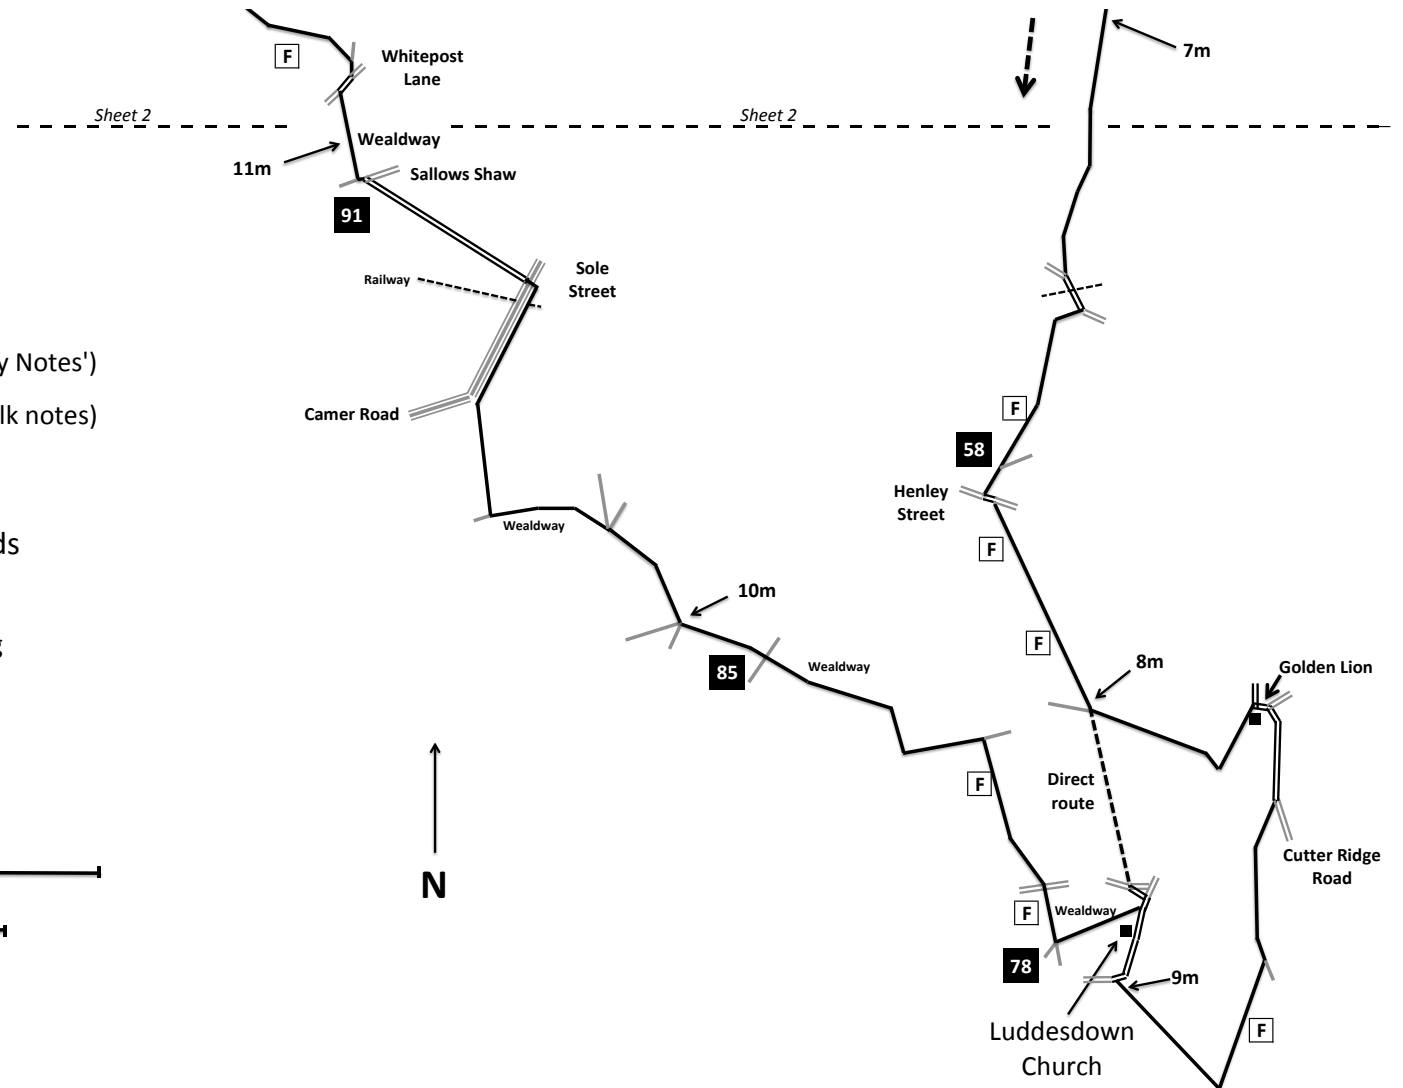 F
Whitepost
Lane
7m
Sheet 2
Sheet 2
Wealdway
11m
Sallows Shaw
91
Sole
Street
Railway
y Notes')
lk notes)
Camer Road
F
58
Henley
Street
Wealdway
ds
F
10m
g
F
85
Wealdway
8m
Golden Lion
F
Direct
route
Cutter Ridge
Road
N
F
Wealdway
78
9m
Luddesdown
Church
F